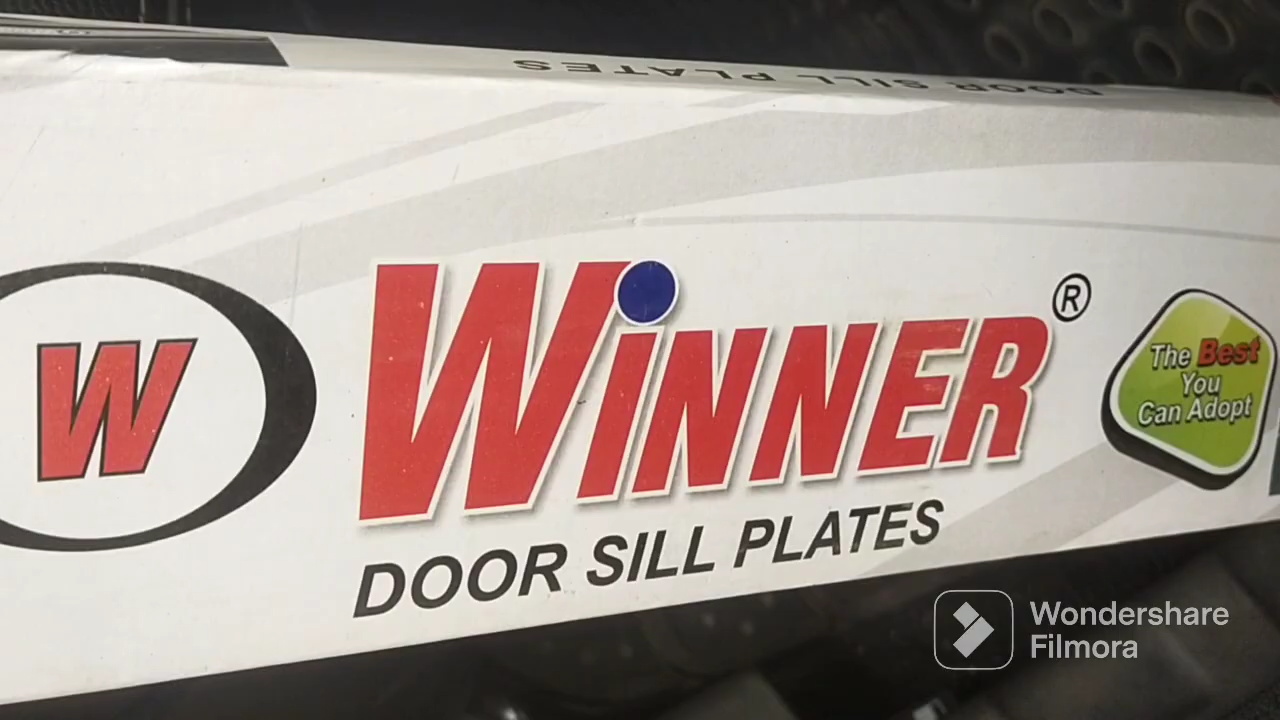 DOOR SILL PLATES
W
WiNNER®
DOOR SILL PLATES
The Best
You
Can Adopt
Wondershare
Filmora